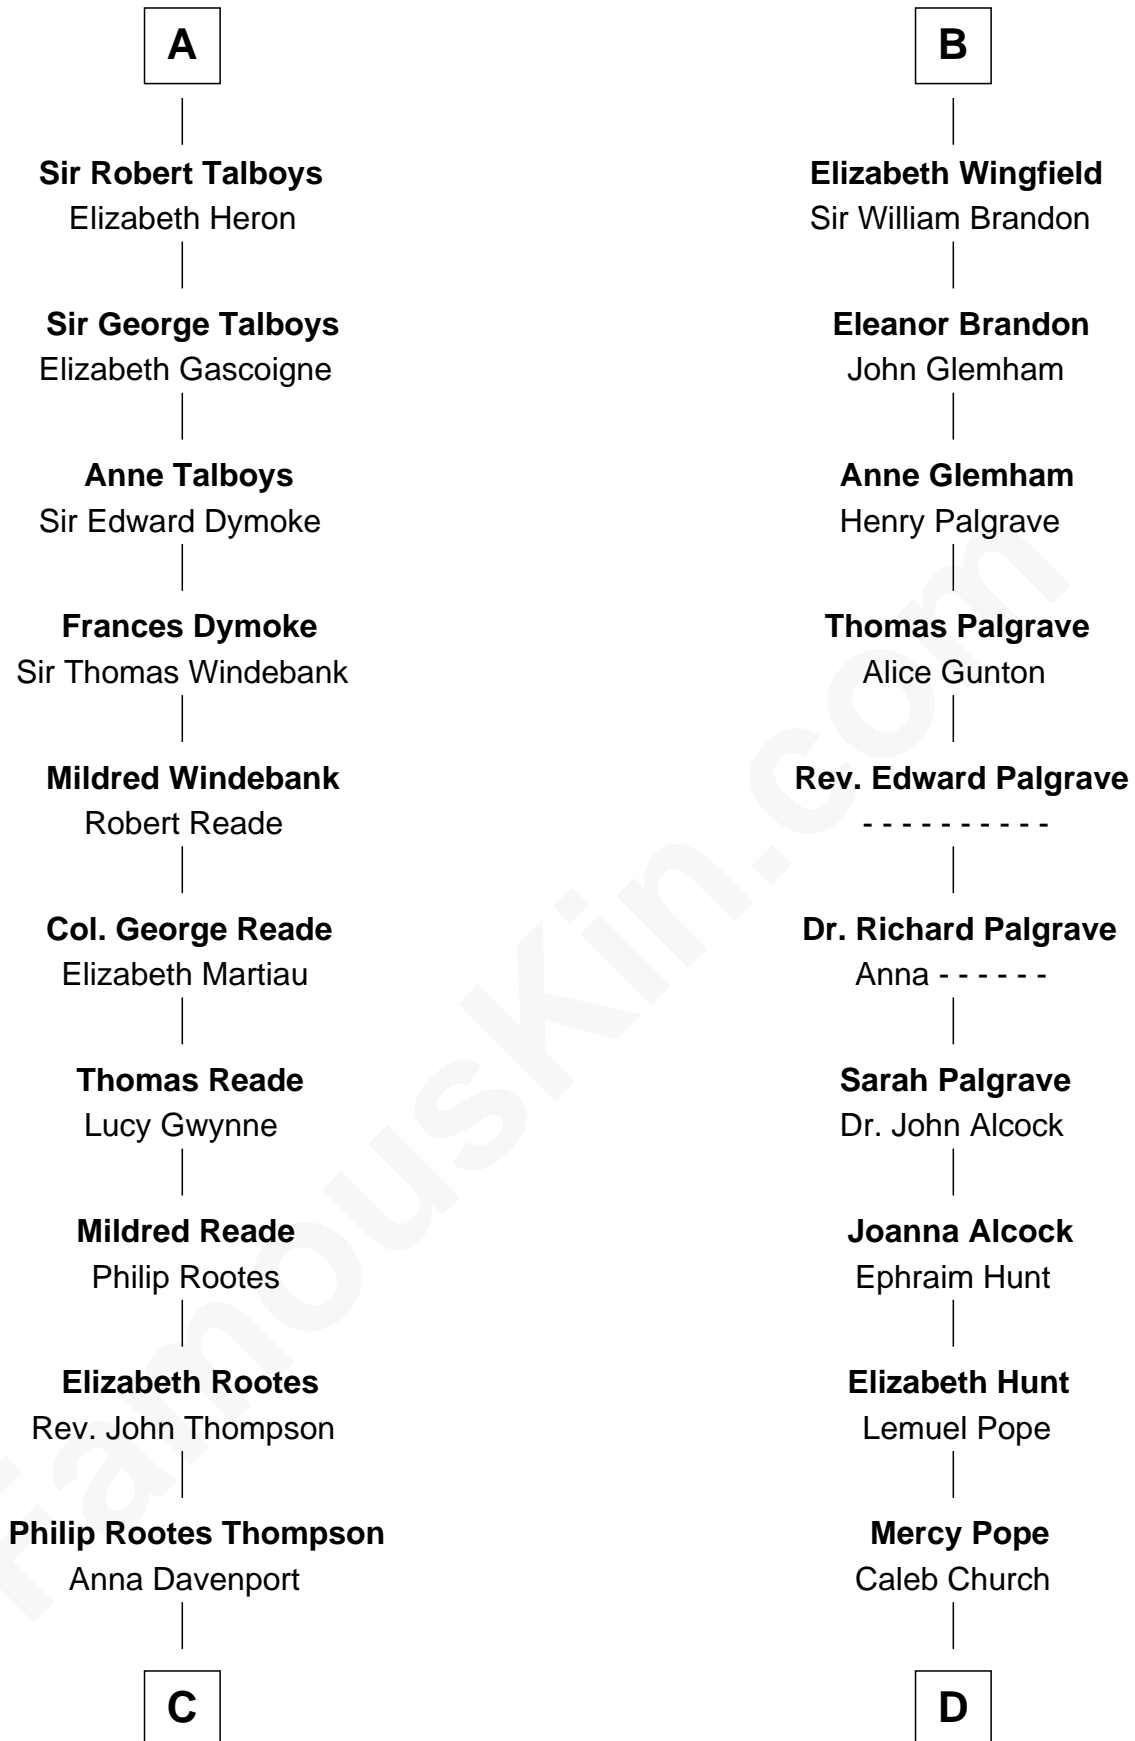 A
Sir Robert Talboys
Elizabeth Heron
Sir George Talboys
Elizabeth Gascoigne
Anne Talboys
Sir Edward Dymoke
Frances Dymoke
Sir Thomas Windebank
Mildred Windebank
Robert Reade
Col. George Reade
Elizabeth Martiau
Thomas Reade
Lucy Gwynne
Mildred Reade
Philip Rootes
Elizabeth Rootes
Rev. John Thompson
Philip Rootes Thompson
Anna Davenport
C
B
Elizabeth Wingfield
Sir William Brandon
Eleanor Brandon
John Glemham
Anne Glemham
Henry Palgrave
Thomas Palgrave
Alice Gunton
Rev. Edward Palgrave
- - - - - - - - - -
Dr. Richard Palgrave
Anna - - - - - -
Sarah Palgrave
Dr. John Alcock
Joanna Alcock
Ephraim Hunt
Elizabeth Hunt
Lemuel Pope
Mercy Pope
Caleb Church
D
FamousKin.com